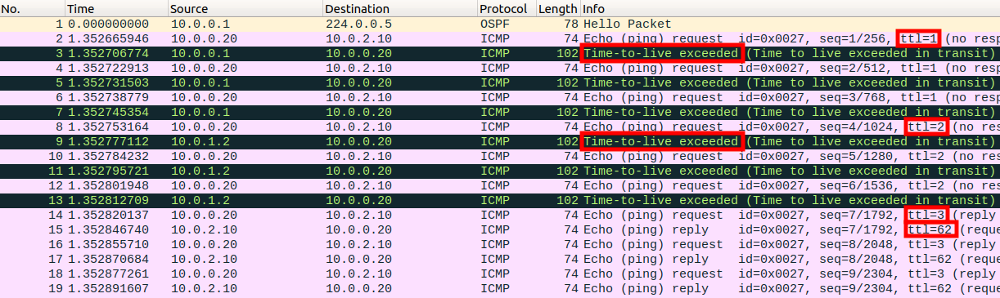 No. Time Source Destination Protocol Length Info
1 0.000000000 10.0.0.1 224.0.0.5 OSPF 78 Hello Packet
2 1.352665946 10.0.0.20 10.0.2.10 ICMP 74 Echo (ping) request id=0x0027, seq=1/256, ttl=1 (no resp
3 1.352706774 10.0.0.1 10.0.0.20 ICMP 102 Time-to-live exceeded (Time to live exceeded in transit)
4 1.352722913 10.0.0.20 10.0.2.10 ICMP 74 Echo (ping) request id=0x0027, seq=2/512, ttl=1 (no resp
5 1.352731503 10.0.0.1 10.0.0.20 ICMP 102 Time-to-live exceeded (Time to live exceeded in transit)
6 1.352738779 10.0.0.20 10.0.2.10 ICMP 74 Echo (ping) request id=0x0027, seq=3/768, ttl=1 (no resp
7 1.352745354 10.0.0.1 10.0.0.20 ICMP 102 Time-to-live exceeded (Time to live exceeded in transit)
8 1.352753164 10.0.0.20 10.0.2.10 ICMP 74 Echo (ping) request id=0x0027, seq=4/1024, ttl=2 (no res
9 1.352777112 10.0.1.2 10.0.0.20 ICMP 102 Time-to-live exceeded (Time to live exceeded in transit)
10 1.352784232 10.0.0.20 10.0.2.10 ICMP 74 Echo (ping) request id=0x0027, seq=5/1280, ttl=2 (no res
11 1.352795721 10.0.1.2 10.0.0.20 ICMP 102 Time-to-live exceeded (Time to live exceeded in transit)
12 1.352801948 10.0.0.20 10.0.2.10 ICMP 74 Echo (ping) request id=0x0027, seq=6/1536, ttl=2 (no res
13 1.352812709 10.0.1.2 10.0.0.20 ICMP 102 Time-to-live exceeded (Time to live exceeded in transit)
14 1.352820137 10.0.0.20 10.0.2.10 ICMP 74 Echo (ping) request id=0x0027, seq=7/1792, ttl=3 (reply
15 1.352846740 10.0.2.10 10.0.0.20 ICMP 74 Echo (ping) reply id=0x0027, seq=7/1792, ttl=62 (reque
16 1.352855710 10.0.0.20 10.0.2.10 ICMP 74 Echo (ping) request id=0x0027, seq=8/2048, ttl=3 (reply
17 1.352870684 10.0.2.10 10.0.0.20 ICMP 74 Echo (ping) reply id=0x0027, seq=8/2048, ttl=62 (reque
18 1.352877261 10.0.0.20 10.0.2.10 ICMP 74 Echo (ping) request id=0x0027, seq=9/2304, ttl=3 (reply
19 1.352891607 10.0.2.10 10.0.0.20 ICMP 74 Echo (ping) reply id=0x0027, seq=9/2304, ttl=62 (reque